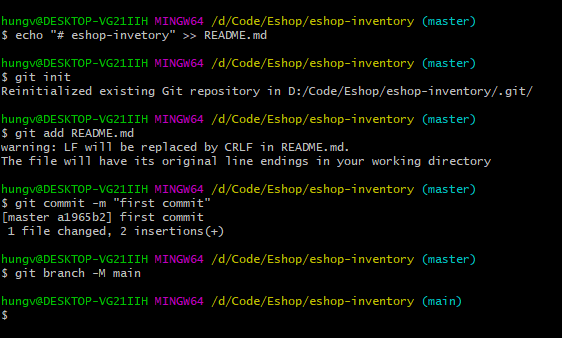 hungv@DESKTOP-VG21IIH MINGW64 /d/Code/Eshop/eshop-inventory (master)
$ echo "# eshop-invetory" >> README.md
hungv@DESKTOP-VG21IIH MINGW64 /d/Code/Eshop/eshop-inventory (master)
$ git init
Reinitialized existing Git repository in D:/Code/Eshop/eshop-inventory/.git/
hungv@DESKTOP-VG21IIH MINGW64 /d/Code/Eshop/eshop-inventory (master)
$ git add README.md
warning: LF will be replaced by CRLF in README.md.
The file will have its original line endings in your working directory
hungv@DESKTOP-VG21IIH MINGW64 /d/Code/Eshop/eshop-inventory (master)
$ git commit -m "first commit"
[master a1965b2] first commit
 1 file changed, 2 insertions(+)
hungv@DESKTOP-VG21IIH MINGW64 /d/Code/Eshop/eshop-inventory (master)
$ git branch -M main
hungv@DESKTOP-VG21IIH MINGW64 /d/Code/Eshop/eshop-inventory (main)
$